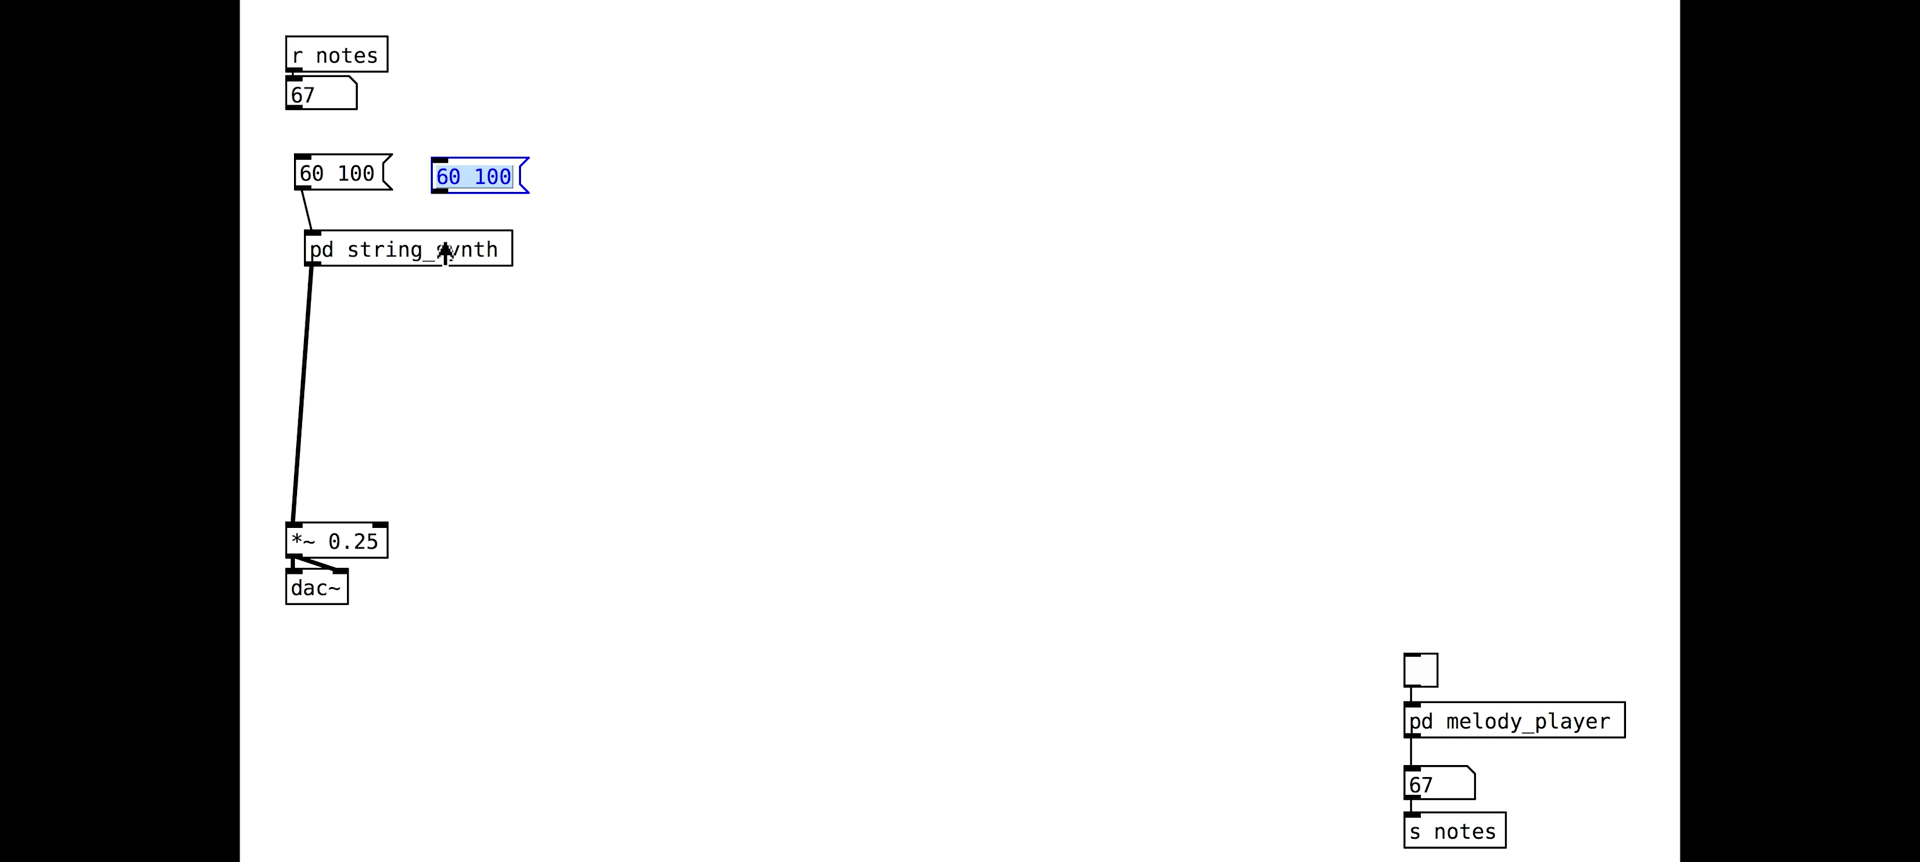 r notes
67
60 100
60 100
pd string_synth
*~ 0.25
dac~
pd melody_player
67
s notes